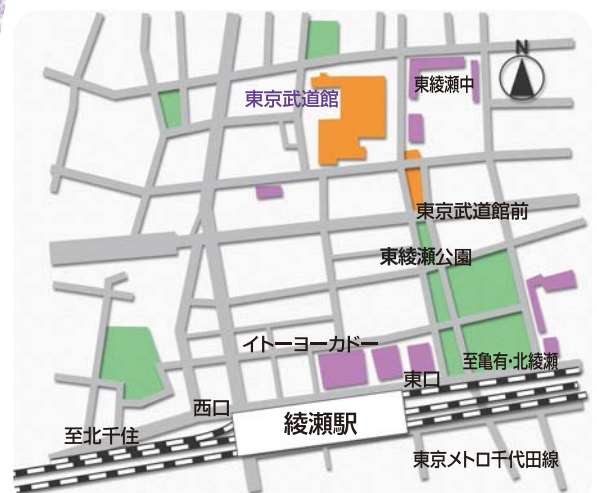 N
東京武道館
東綾瀬中
東京武道館前
東綾瀬公園
イトーヨーカドー
至亀有・北綾瀬
東口
西口
綾瀬駅
至北千住
東京メトロ千代田線